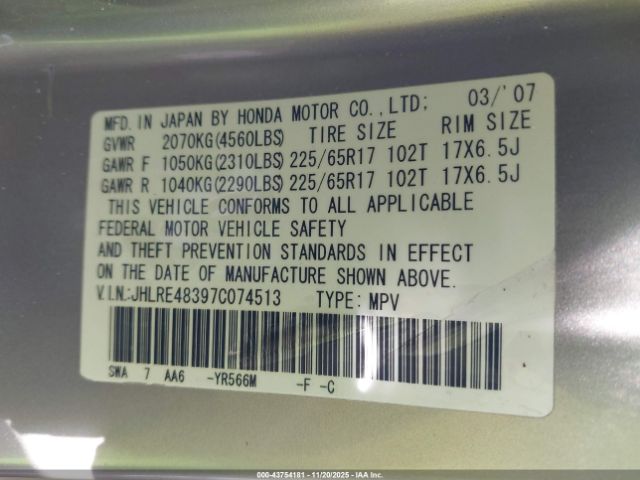 MFD. IN JAPAN BY HONDA MOTOR CO., LTD; 03/'07
GVWR 2070KG(4560LBS) TIRE SIZE RIM SIZE
GAWR F 1050KG(2310LBS) 225/65R17 102T 17X6.5J
GAWR R 1040KG(2290LBS) 225/65R17 102T 17X6.5J
THIS VEHICLE CONFORMS TO ALL APPLICABLE
FEDERAL MOTOR VEHICLE SAFETY
AND THEFT PREVENTION STANDARDS IN EFFECT
ON THE DATE OF MANUFACTURE SHOWN ABOVE.
V.I.N.:JHLRE48397C074513 TYPE: MPV
SWA 7 AA6 -YR566M -F -C
000-43754181 - 11/20/2025 - IAA Inc.